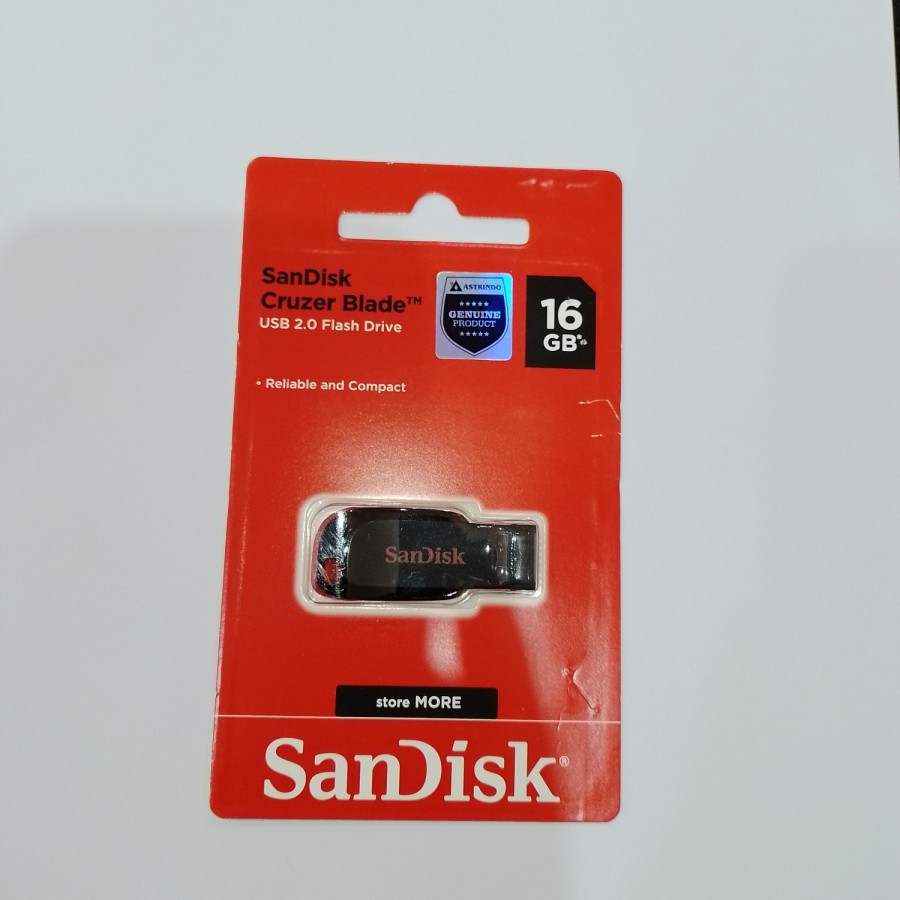 SanDisk
Cruzer Blade™
USB 2.0 Flash Drive
ASTRINDO
GENUINE
PRODUCT
16
GB*
• Reliable and Compact
SanDisk
store MORE
SanDisk®